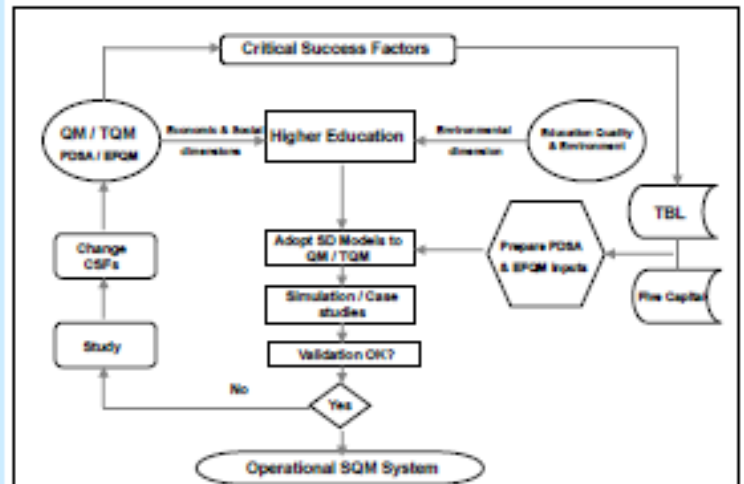 Critical Success Factors
QM / TQM
PDSA / EFQM
Economic & Social
dimensions
Higher Education
Environmental
dimension
Education Quality
& Environment
TBL
Change
CSFs
Adopt SD Models to
QM / TQM
Prepare PDSA
& EFQM Inputs
Five Capital
Simulation / Case
studies
Study
Validation OK?
No
Yes
Operational SQM System